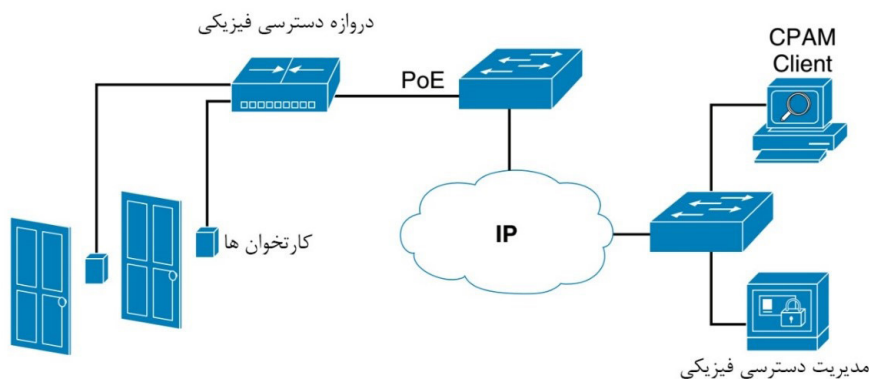 دروازه دسترسی فیزیکی
PoE
CPAM
Client
IP
کارتخوان ها
مدیریت دسترسی فیزیکی